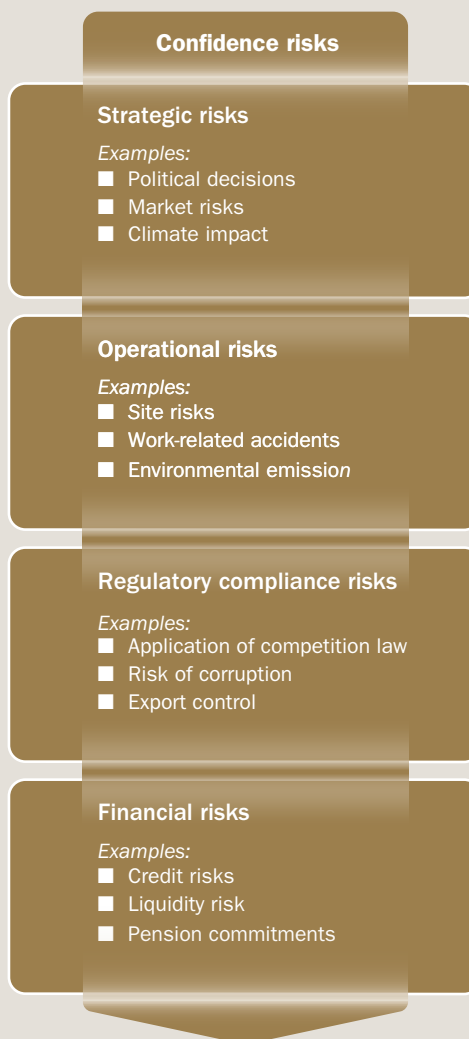 Confidence risks
Strategic risks
Examples:
■ Political decisions
■ Market risks
■ Climate impact
Operational risks
Examples:
■ Site risks
■ Work-related accidents
■ Environmental emission
Regulatory compliance risks
Examples:
■ Application of competition law
■ Risk of corruption
■ Export control
Financial risks
Examples:
■ Credit risks
■ Liquidity risk
■ Pension commitments